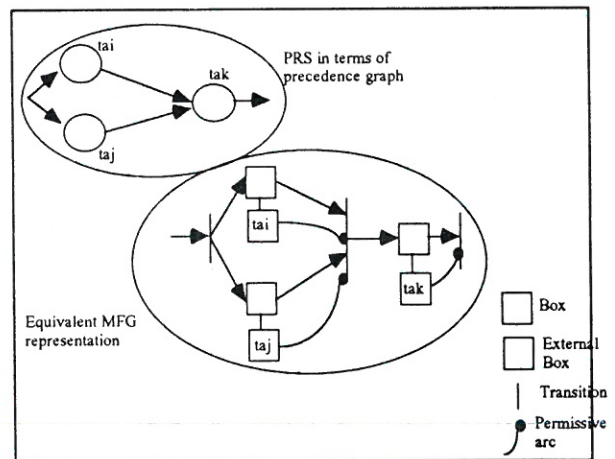 tai
PRS in terms of
precedence graph
tak
taj
tai
tak
taj
Equivalent MFG
representation
Box
External
Box
Transition
Permissive
arc